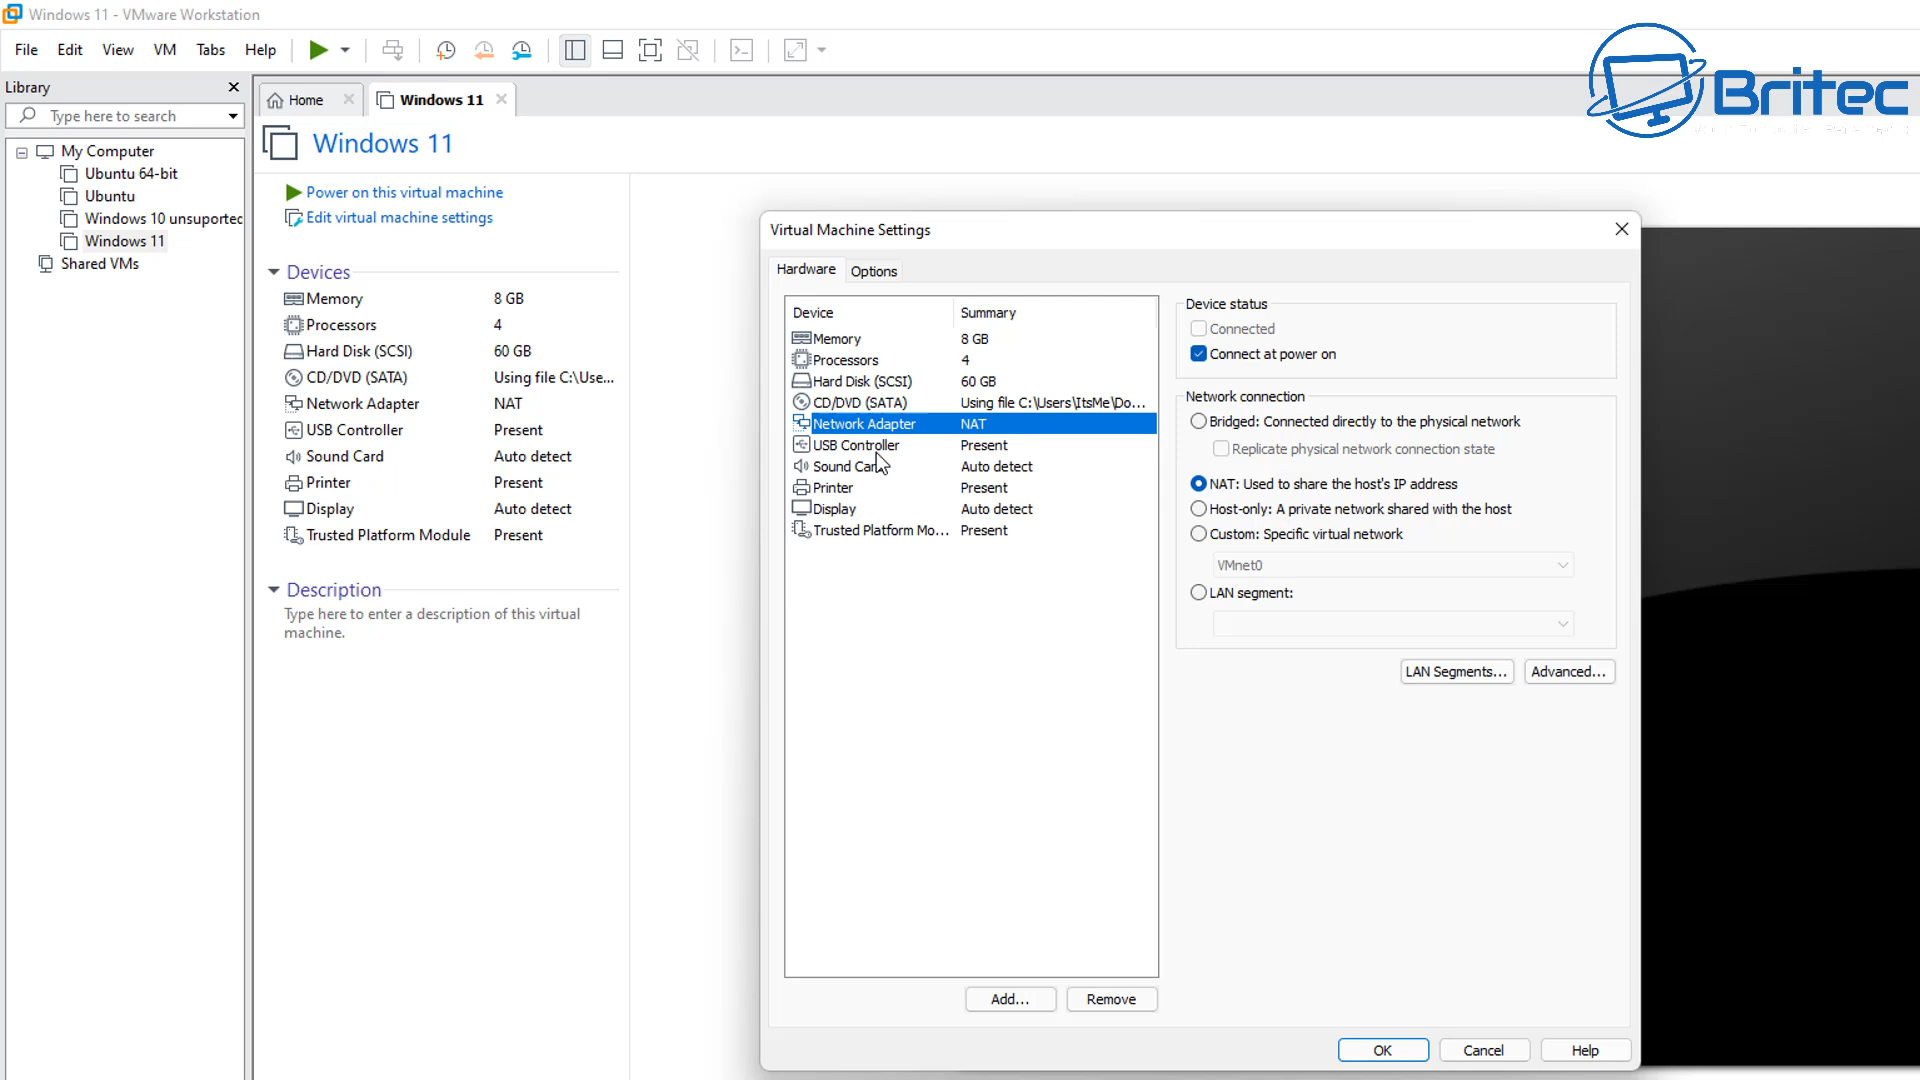 Windows 11 - VMware Workstation
File Edit View VM Tabs Help
Library
Type here to search
My Computer
Ubuntu 64-bit
Ubuntu
Windows 10 unsuported
Windows 11
Shared VMs
Home
Windows 11
Windows 11
Power on this virtual machine
Edit virtual machine settings
Devices
Memory 8 GB
Processors 4
Hard Disk (SCSI) 60 GB
CD/DVD (SATA) Using file C:\Use...
Network Adapter NAT
USB Controller Present
Sound Card Auto detect
Printer Present
Display Auto detect
Trusted Platform Module Present
Description
Type here to enter a description of this virtual
machine.
Britec
Virtual Machine Settings
Hardware Options
Device Summary
Memory 8 GB
Processors 4
Hard Disk (SCSI) 60 GB
CD/DVD (SATA) Using file C:\Users\ItsMe\Do...
Network Adapter NAT
USB Controller Present
Sound Card Auto detect
Printer Present
Display Auto detect
Trusted Platform Mo... Present
Add... Remove
Device status
Connected
Connect at power on
Network connection
Bridged: Connected directly to the physical network
Replicate physical network connection state
NAT: Used to share the host's IP address
Host-only: A private network shared with the host
Custom: Specific virtual network
VMnet0
LAN segment:
LAN Segments... Advanced...
OK Cancel Help